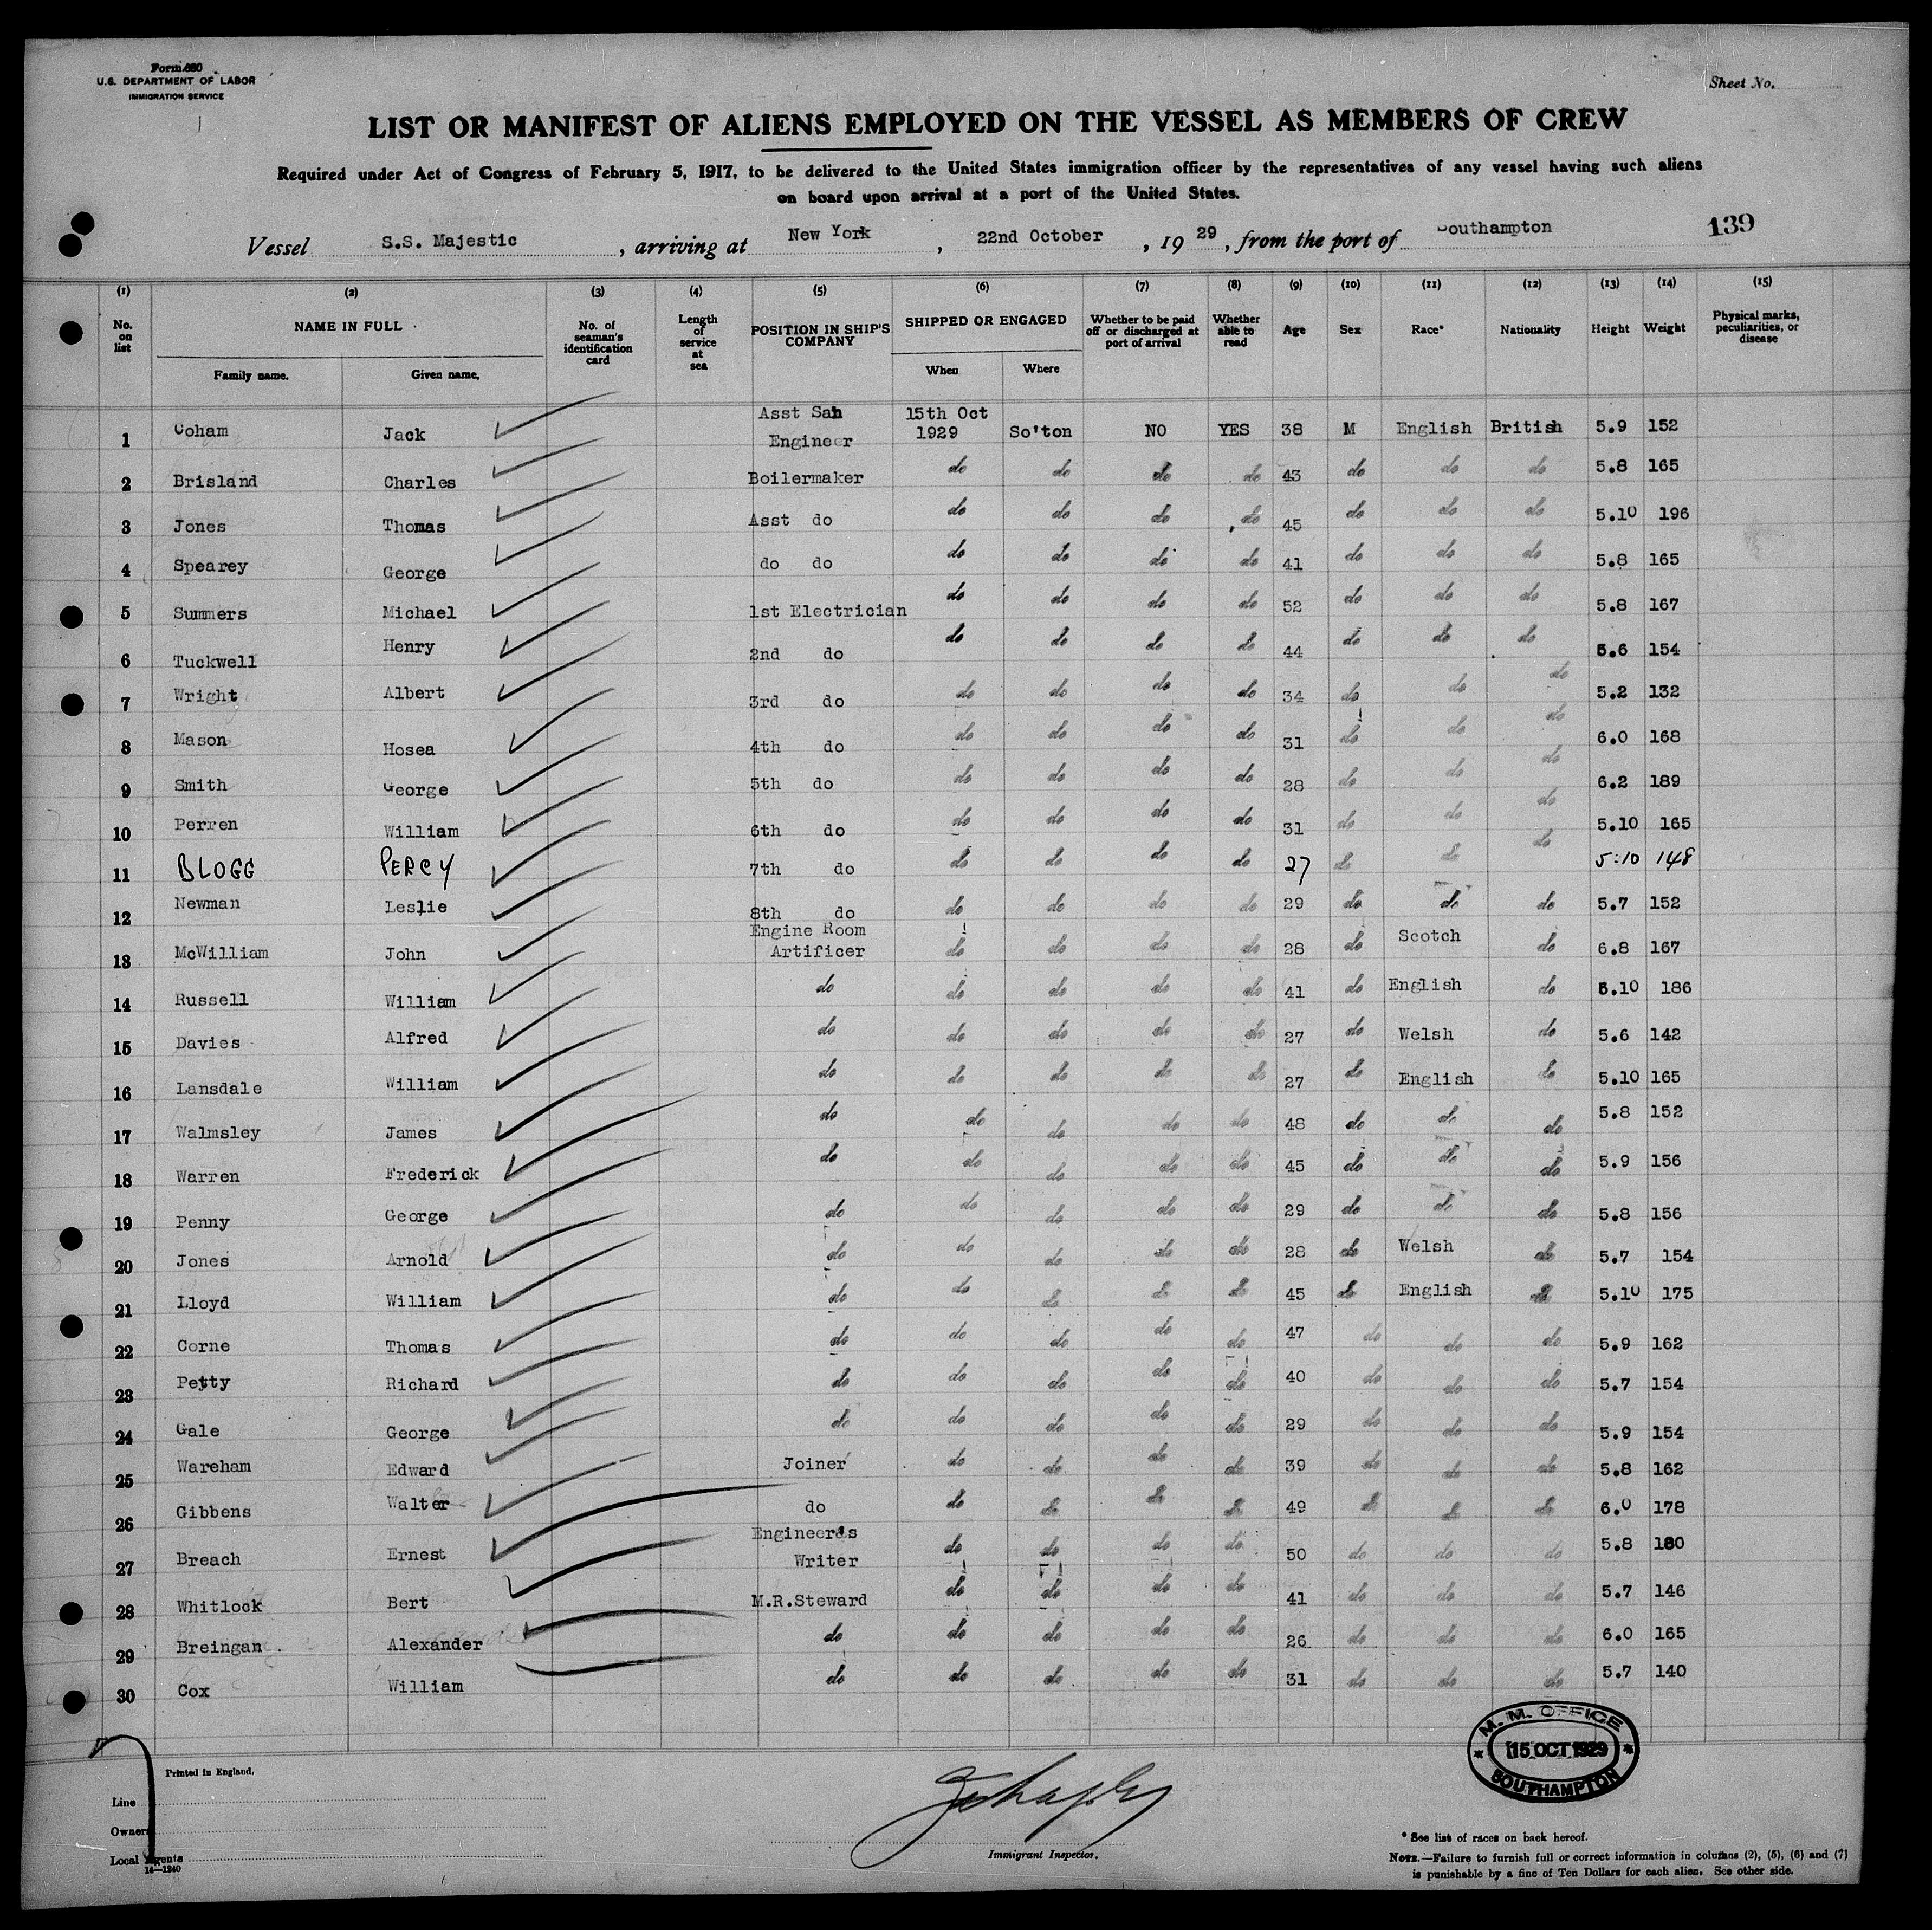 Form 680
U.S. DEPARTMENT OF LABOR
IMMIGRATION SERVICE
Sheet No.
LIST OR MANIFEST OF ALIENS EMPLOYED ON THE VESSEL AS MEMBERS OF CREW
Required under Act of Congress of February 5, 1917, to be delivered to the United States immigration officer by the representatives of any vessel having such aliens
on board upon arrival at a port of the United States.
Vessel S.S. Majestic, arriving at New York, 22nd October, 19 29, from the port of Southampton 139
(1) (2) (3) (4) (5) (6) (7) (8) (9) (10) (11) (12) (13) (14) (15)
No. on list NAME IN FULL Family name. Given name. No. of seaman's identification card Length of service at sea POSITION IN SHIP'S COMPANY SHIPPED OR ENGAGED When Where Whether to be paid off or discharged at port of arrival Whether able to read Age Sex Race* Nationality Height Weight Physical marks, peculiarities, or disease
1 Coham Jack Asst San Engineer 15th Oct 1929 So'ton NO YES 38 M English British 5.9 152
2 Brisland Charles Boilermaker do do do do 43 do do do 5.8 165
3 Jones Thomas Asst do do do do do 45 do do do 5.10 196
4 Spearey George do do do do do do 41 do do do 5.8 165
5 Summers Michael 1st Electrician do do do do 52 do do do 5.8 167
6 Tuckwell Henry 2nd do do do do do 44 do do do 5.6 154
7 Wright Albert 3rd do do do do do 34 do do do 5.2 132
8 Mason Hosea 4th do do do do do 31 do do do 6.0 168
9 Smith George 5th do do do do do 28 do do do 6.2 189
10 Perren William 6th do do do do do 31 do do do 5.10 165
11 BLOGG PERCY 7th do do do do do 27 do do do 5:10 148
12 Newman Leslie 8th do do do do do 29 do do do 5.7 152
13 McWilliam John Engine Room Artificer do do do do 28 do Scotch do 6.8 167
14 Russell William do do do do do 41 do English do 5.10 186
15 Davies Alfred do do do do do 27 do Welsh do 5.6 142
16 Lansdale William do do do do do 27 do English do 5.10 165
17 Walmsley James do do do do do 48 do do do 5.8 152
18 Warren Frederick do do do do do 45 do do do 5.9 156
19 Penny George do do do do do 29 do do do 5.8 156
20 Jones Arnold do do do do do 28 do Welsh do 5.7 154
21 Lloyd William do do do do do 45 do English do 5.10 175
22 Corne Thomas do do do do do 47 do do do 5.9 162
23 Petty Richard do do do do do 40 do do do 5.7 154
24 Gale George do do do do do 29 do do do 5.9 154
25 Wareham Edward Joiner do do do do 39 do do do 5.8 162
26 Gibbens Walter do do do do do 49 do do do 6.0 178
27 Breach Ernest Engineer's Writer do do do do 50 do do do 5.8 180
28 Whitlock Bert M.R.Steward do do do do 41 do do do 5.7 146
29 Breingan Alexander do do do do do 26 do do do 6.0 165
30 Cox William do do do do do 31 do do do 5.7 140
M. M. OFFICE
15 OCT 1929
SOUTHAMPTON
Printed in England.
Line
Owners
Local Agents
14—1240
Immigrant Inspector.
* See list of races on back hereof.
NOTE.—Failure to furnish full or correct information in columns (2), (5), (6) and (7)
is punishable by a fine of Ten Dollars for each alien. See other side.